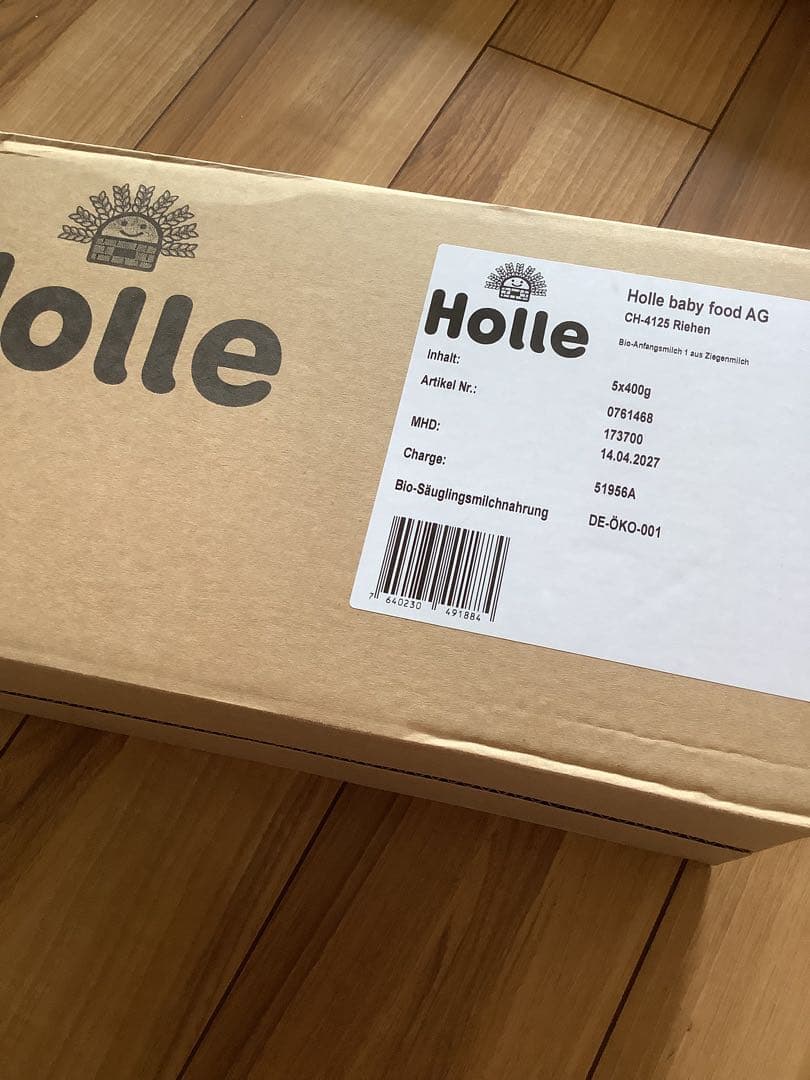 Holle
Holle
Holle baby food AG
CH-4125 Riehen
Bio-Anfangsmilch 1 aus Ziegenmilch
Inhalt: 5x400g
Artikel Nr.: 0761468
173700
MHD: 14.04.2027
Charge: 51956A
Bio-Säuglingsmilchnahrung DE-ÖKO-001
7 640230 491884